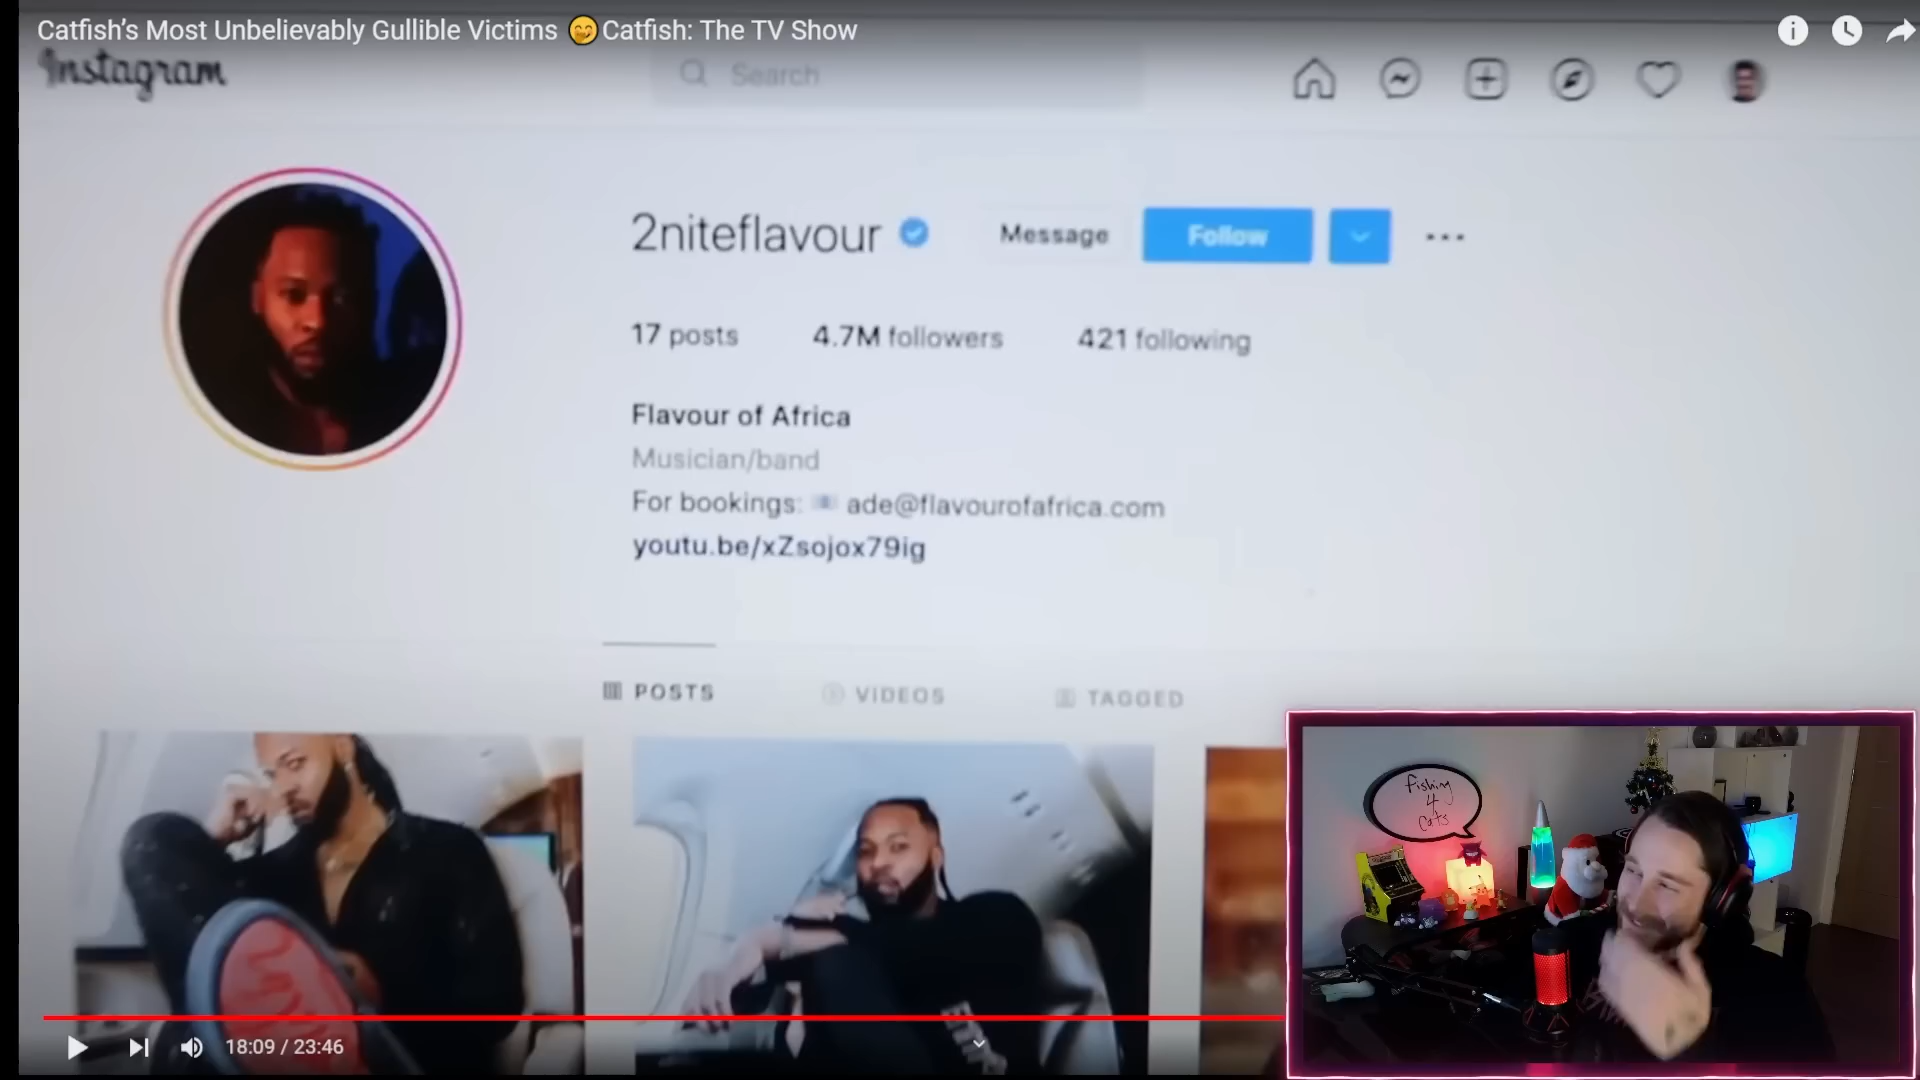 Catfish's Most Unbelievably Gullible Victims 🤭Catfish: The TV Show
Instagram
Search
2niteflavour
Message
Follow
17 posts
4.7M followers
421 following
Flavour of Africa
Musician/band
For bookings: 📧 ade@flavourofafrica.com
youtu.be/xZsojox79ig
POSTS
VIDEOS
TAGGED
fishing
4
cats
18:09 / 23:46